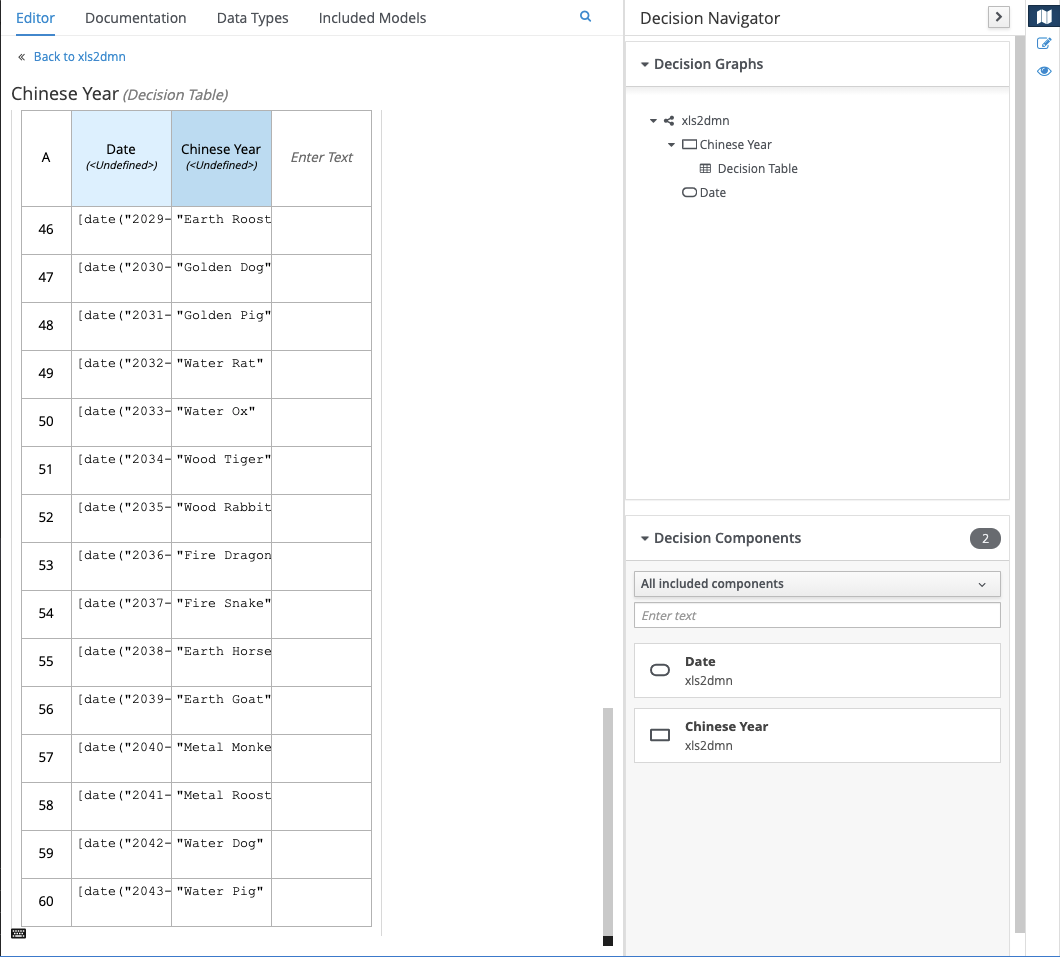 Editor Documentation Data Types Included Models
« Back to xls2dmn
Chinese Year (Decision Table)
A Date (<Undefined>) Chinese Year (<Undefined>) Enter Text
46 [date("2029- "Earth Roost
47 [date("2030- "Golden Dog"
48 [date("2031- "Golden Pig"
49 [date("2032- "Water Rat"
50 [date("2033- "Water Ox"
51 [date("2034- "Wood Tiger"
52 [date("2035- "Wood Rabbit
53 [date("2036- "Fire Dragon
54 [date("2037- "Fire Snake"
55 [date("2038- "Earth Horse
56 [date("2039- "Earth Goat"
57 [date("2040- "Metal Monke
58 [date("2041- "Metal Roost
59 [date("2042- "Water Dog"
60 [date("2043- "Water Pig"
Decision Navigator
Decision Graphs
xls2dmn
Chinese Year
Decision Table
Date
Decision Components 2
All included components
Enter text
Date
xls2dmn
Chinese Year
xls2dmn